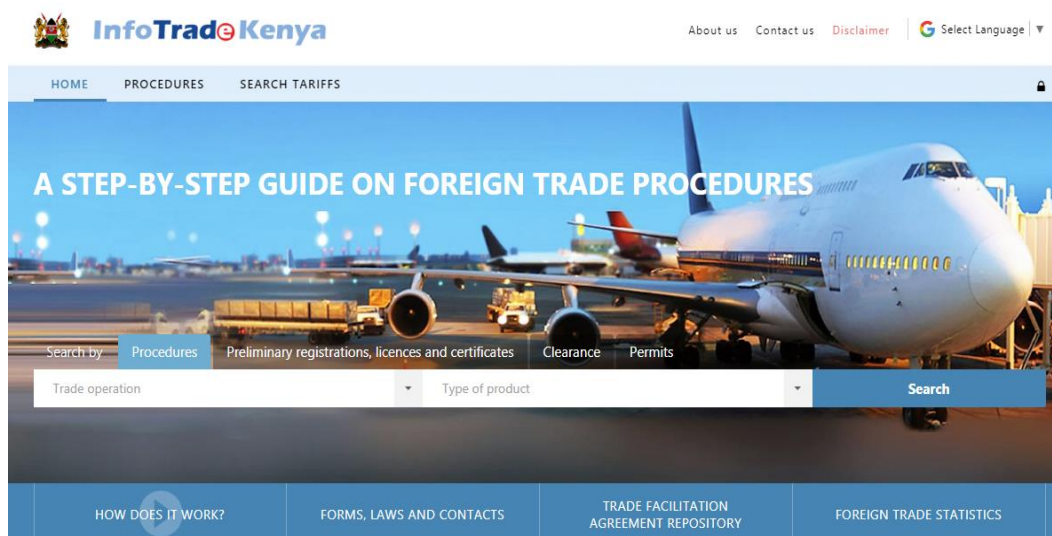 InfoTradeKenya
About us Contact us Disclaimer G Select Language ▼
HOME PROCEDURES SEARCH TARIFFS
A STEP-BY-STEP GUIDE ON FOREIGN TRADE PROCEDURES
Search by Procedures Preliminary registrations, licences and certificates Clearance Permits
Trade operation Type of product Search
HOW DOES IT WORK? FORMS, LAWS AND CONTACTS TRADE FACILITATION
AGREEMENT REPOSITORY FOREIGN TRADE STATISTICS